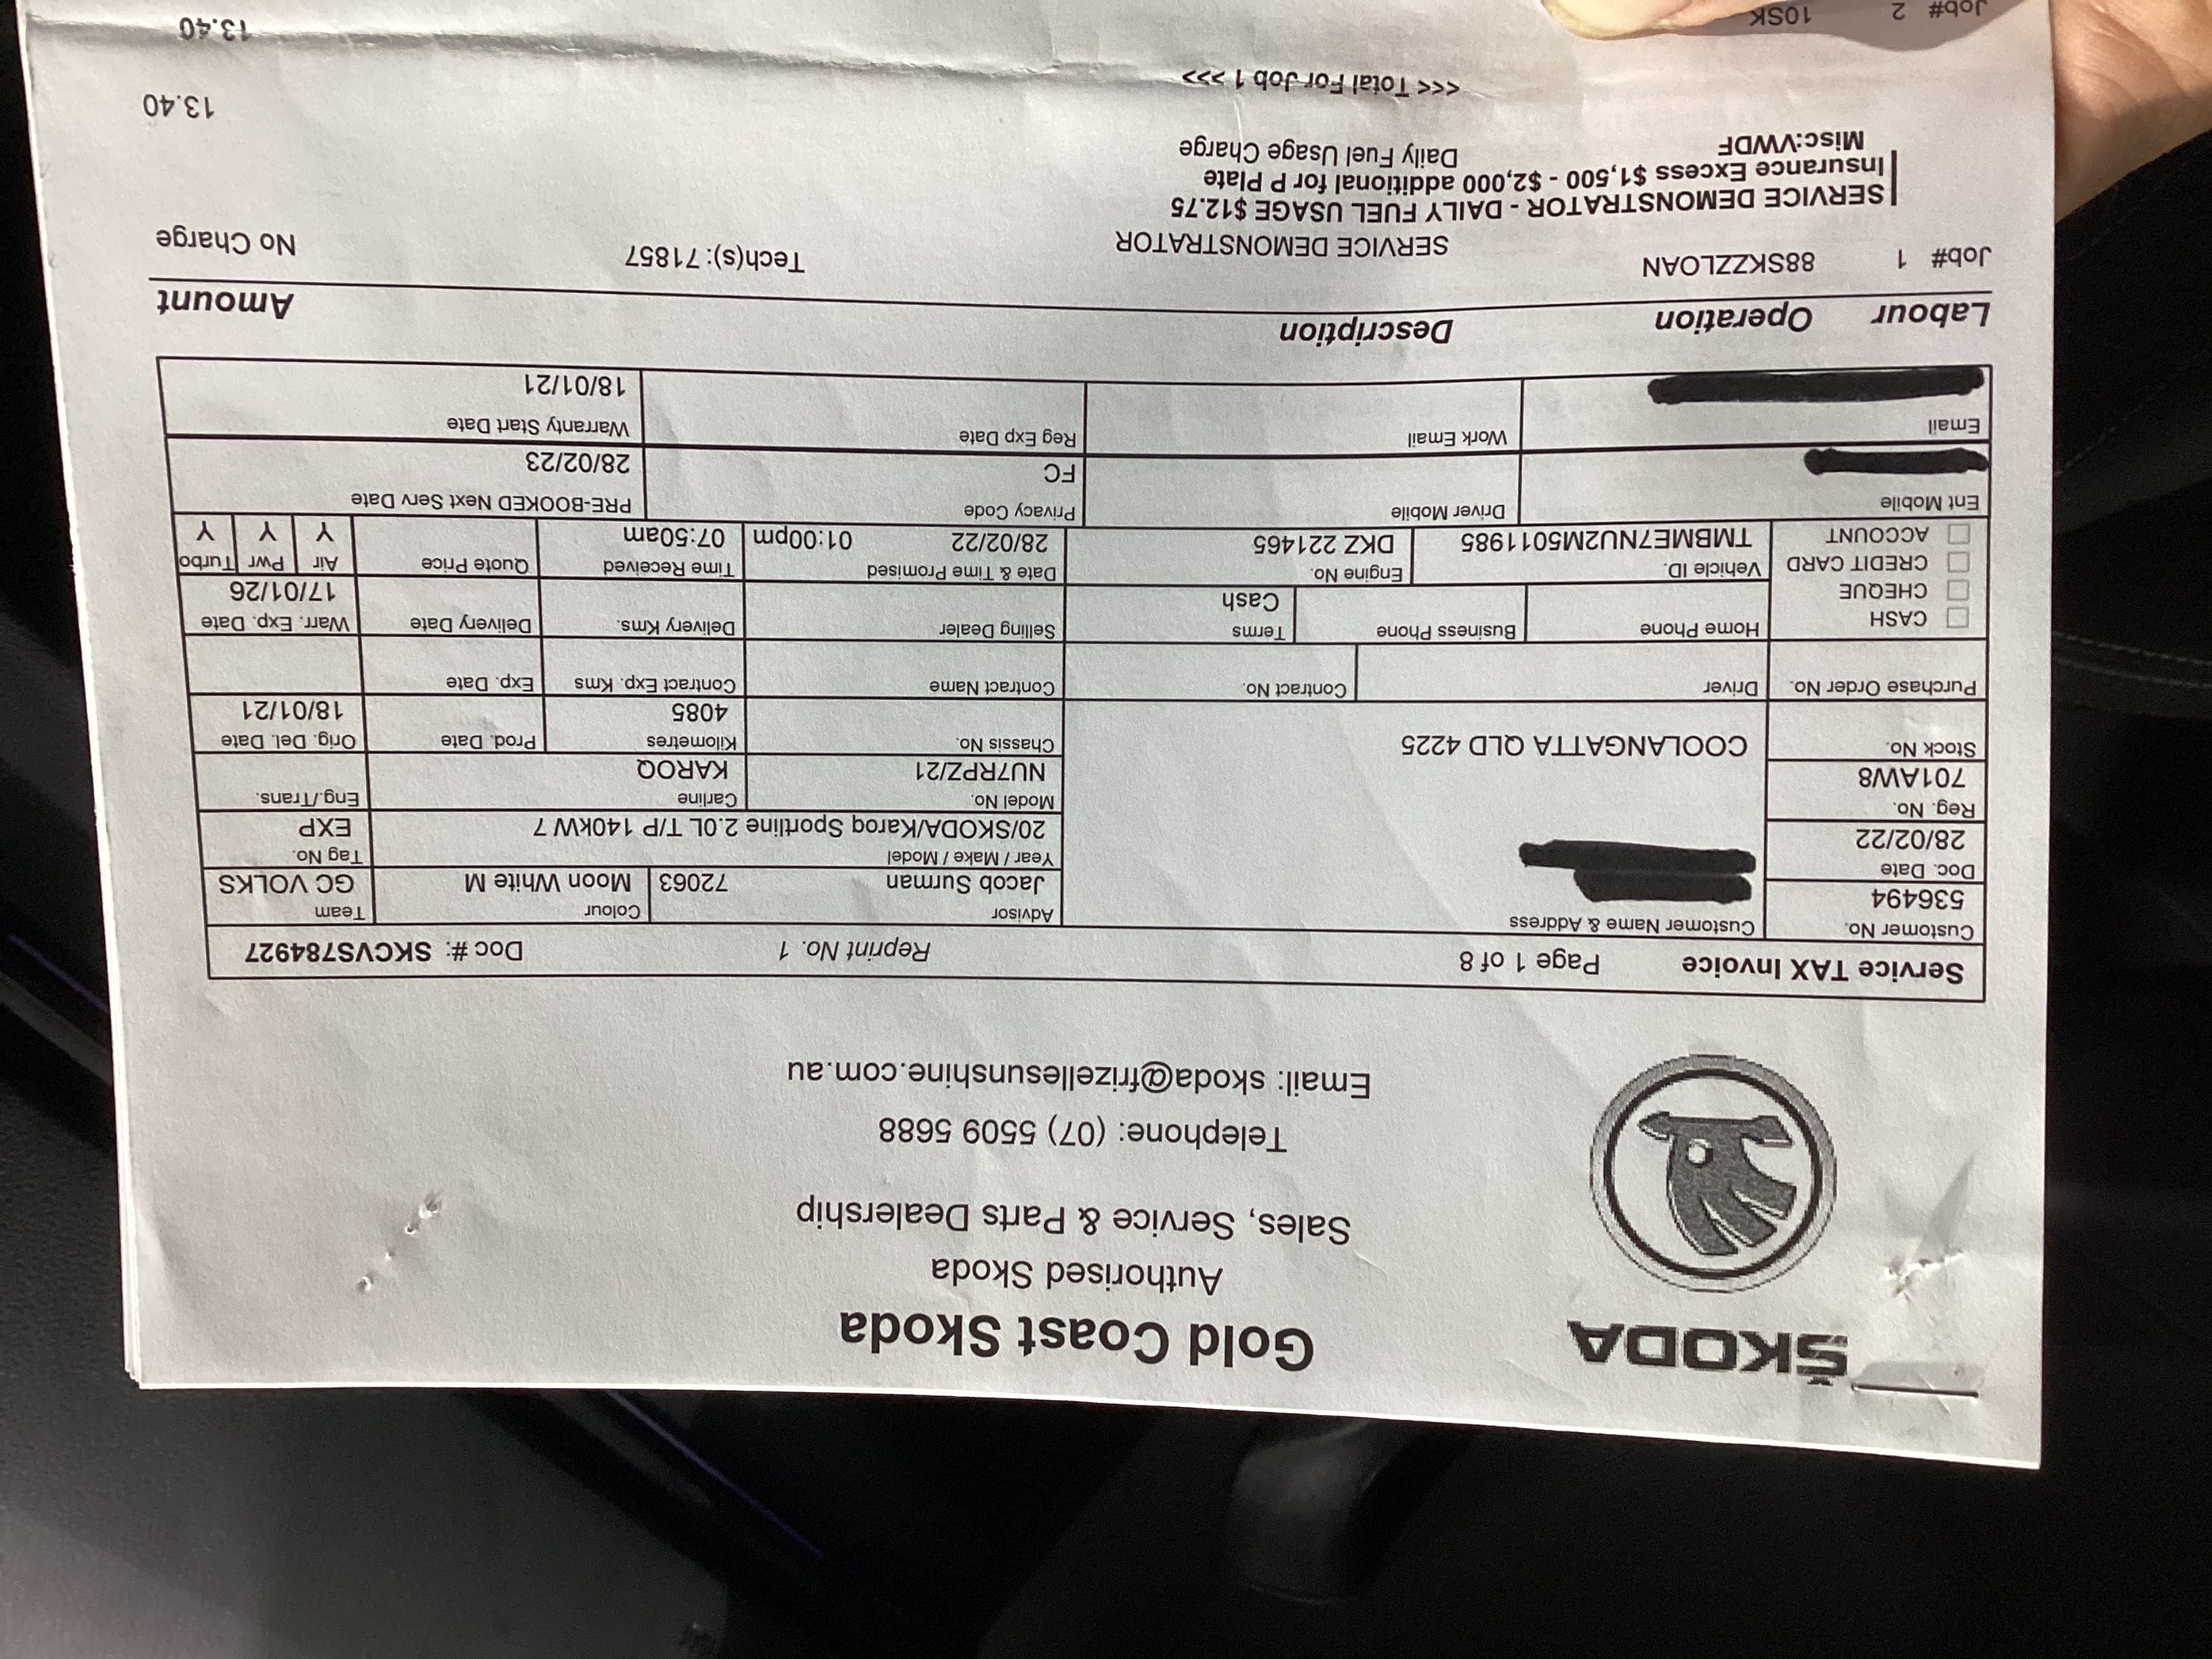 ŠKODA
Gold Coast Skoda
Authorised Skoda
Sales, Service & Parts Dealership
Telephone: (07) 5509 5688
Email: skoda@frizellesunshine.com.au
Service TAX Invoice Page 1 of 8 Reprint No. 1 Doc #: SKCVS784927
Customer No. Customer Name & Address Advisor Colour Team
536494 Jacob Surman 72063 Moon White M GC VOLKS
Doc. Date Year / Make / Model Tag No.
28/02/22 20/SKODA/Karoq Sportline 2.0L T/P 140kW 7 EXP
Reg. No. Model No. Carline Eng./Trans.
701AW8 NU7RPZ/21 KAROQ
Stock No. COOLANGATTA QLD 4225 Chassis No. Kilometres Prod. Date Orig. Del. Date
4085 18/01/21
Purchase Order No. Driver Contract No. Contract Name Contract Exp. Kms Exp. Date
CASH Home Phone Business Phone Terms Selling Dealer Delivery Kms. Delivery Date Warr. Exp. Date
CHEQUE Cash 17/01/26
CREDIT CARD Vehicle ID. Engine No. Date & Time Promised Time Received Quote Price Air Pwr Turbo
ACCOUNT TMBME7NU2M5011985 DKZ 221465 28/02/22 01:00pm 07:50am Y Y Y
Ent Mobile Driver Mobile Privacy Code PRE-BOOKED Next Serv Date
FC 28/02/23
Email Work Email Reg Exp Date Warranty Start Date
18/01/21
Labour Operation Description Amount
Job# 1 88SKZZLOAN SERVICE DEMONSTRATOR Tech(s): 71857 No Charge
SERVICE DEMONSTRATOR - DAILY FUEL USAGE $12.75
Insurance Excess $1,500 - $2,000 additional for P Plate
Misc:VWDF Daily Fuel Usage Charge 13.40
<<< Total For Job 1 >>> 13.40
Job# 2 10SK